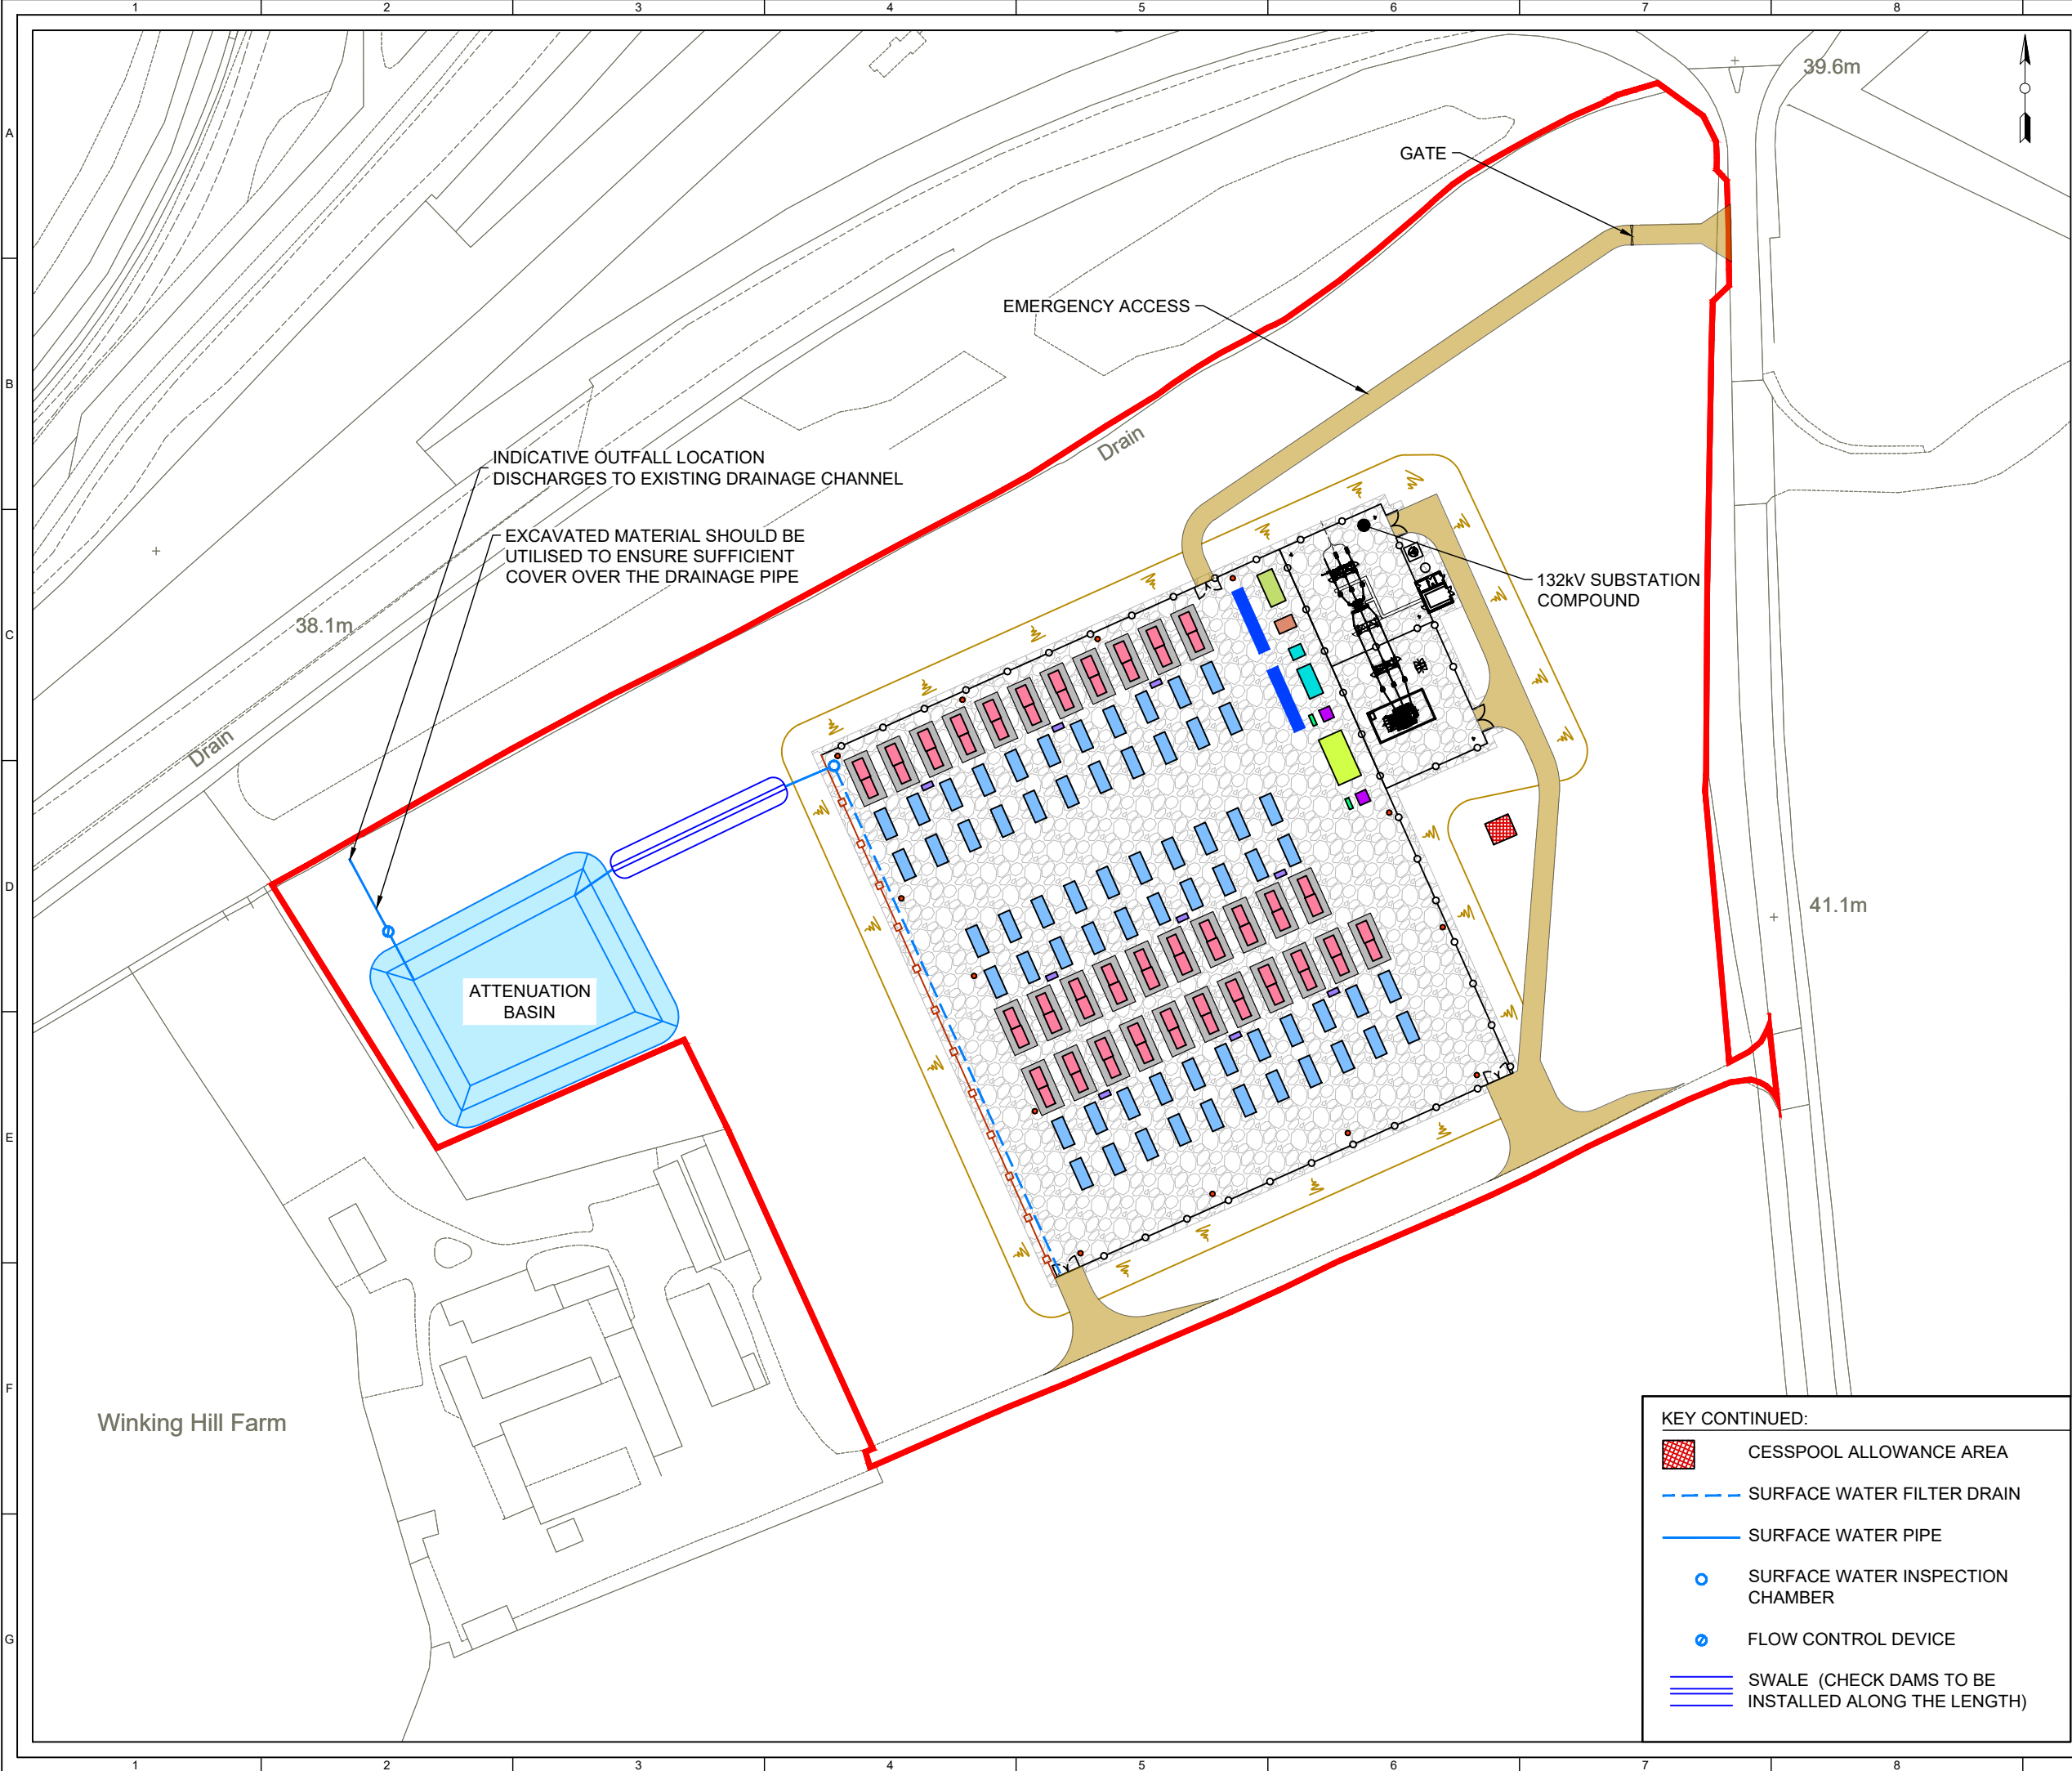 1 2 3 4 5 6 7 8
39.6m
A
GATE
EMERGENCY ACCESS
B
Drain
INDICATIVE OUTFALL LOCATION
DISCHARGES TO EXISTING DRAINAGE CHANNEL
EXCAVATED MATERIAL SHOULD BE
UTILISED TO ENSURE SUFFICIENT
COVER OVER THE DRAINAGE PIPE
132kV SUBSTATION
COMPOUND
C
38.1m
Drain
D
41.1m
ATTENUATION
BASIN
E
F
Winking Hill Farm
KEY CONTINUED:
CESSPOOL ALLOWANCE AREA
SURFACE WATER FILTER DRAIN
SURFACE WATER PIPE
SURFACE WATER INSPECTION
CHAMBER
G
FLOW CONTROL DEVICE
SWALE (CHECK DAMS TO BE
INSTALLED ALONG THE LENGTH)
1 2 3 4 5 6 7 8